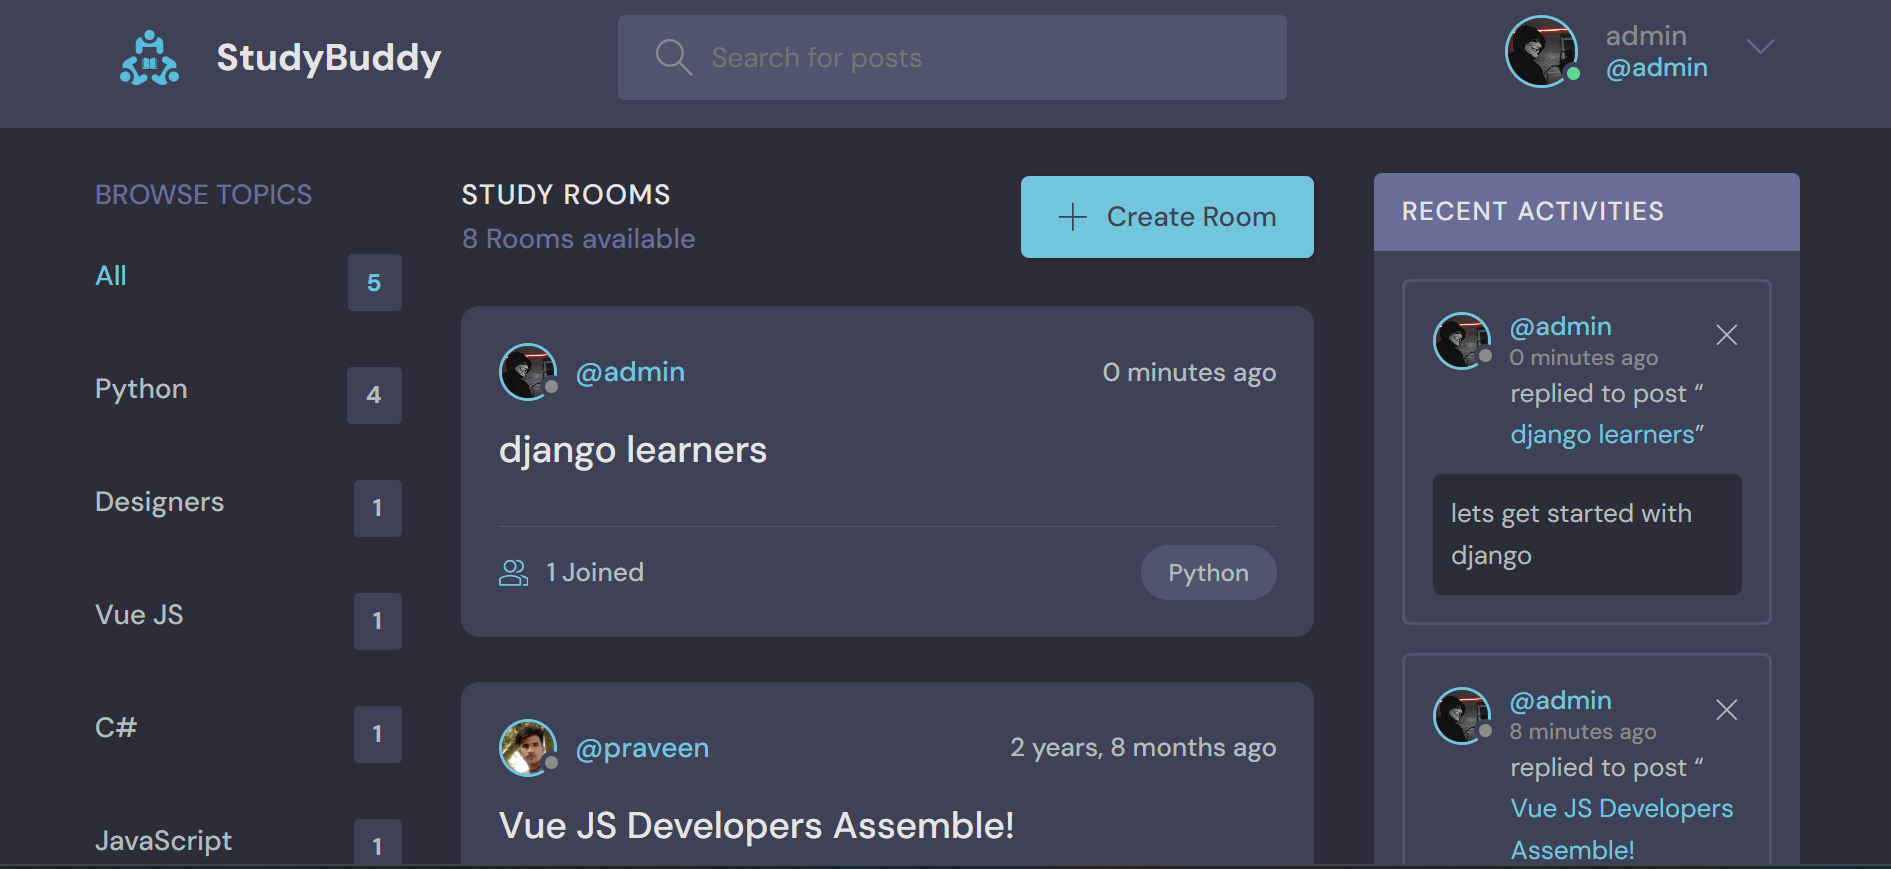 StudyBuddy
Search for posts
admin
@admin
BROWSE TOPICS
All 5
Python 4
Designers 1
Vue JS 1
C# 1
JavaScript 1
STUDY ROOMS
8 Rooms available
Create Room
@admin 0 minutes ago
django learners
1 Joined Python
@praveen 2 years, 8 months ago
Vue JS Developers Assemble!
RECENT ACTIVITIES
@admin
0 minutes ago
replied to post “
django learners”
lets get started with
django
@admin
8 minutes ago
replied to post “
Vue JS Developers
Assemble!